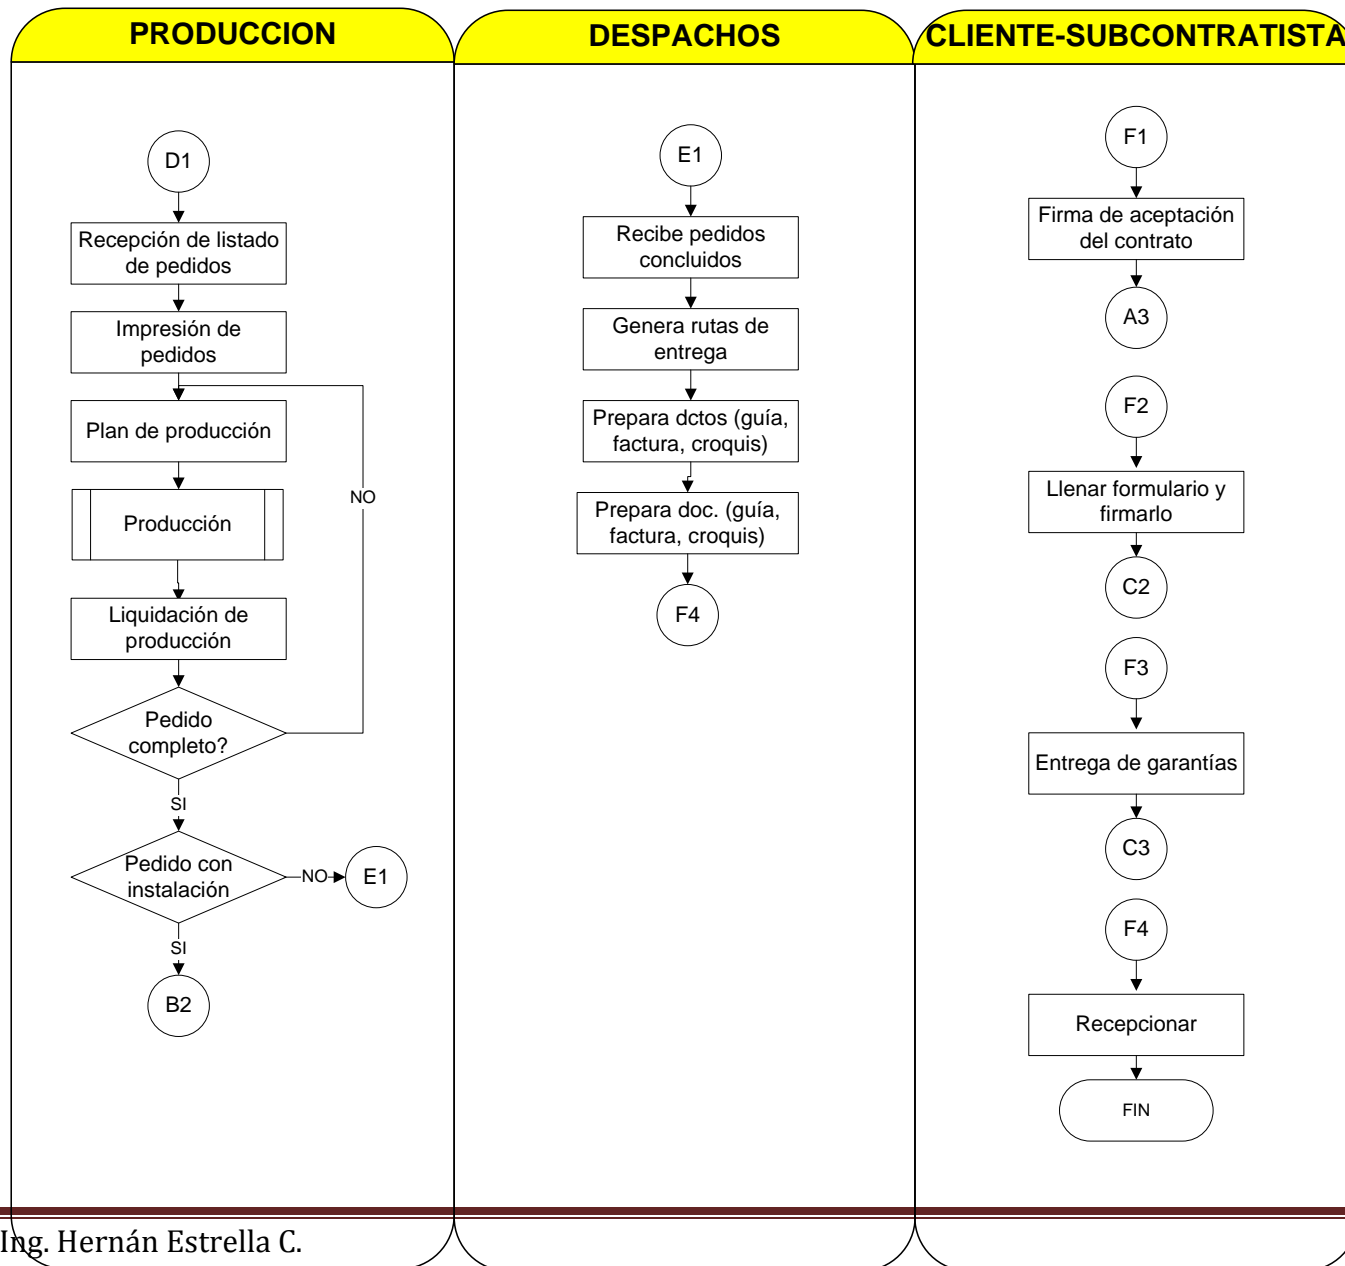 PRODUCCION
D1
Recepción de listado
de pedidos
Impresión de
pedidos
Plan de producción
NO
Producción
Liquidación de
producción
Pedido
completo?
SI
Pedido con
instalación
NO
E1
SI
B2
DESPACHOS
E1
Recibe pedidos
concluidos
Genera rutas de
entrega
Prepara dctos (guía,
factura, croquis)
Prepara doc. (guía,
factura, croquis)
F4
CLIENTE-SUBCONTRATISTA
F1
Firma de aceptación
del contrato
A3
F2
Llenar formulario y
firmarlo
C2
F3
Entrega de garantías
C3
F4
Recepcionar
FIN
Ing. Hernán Estrella C.